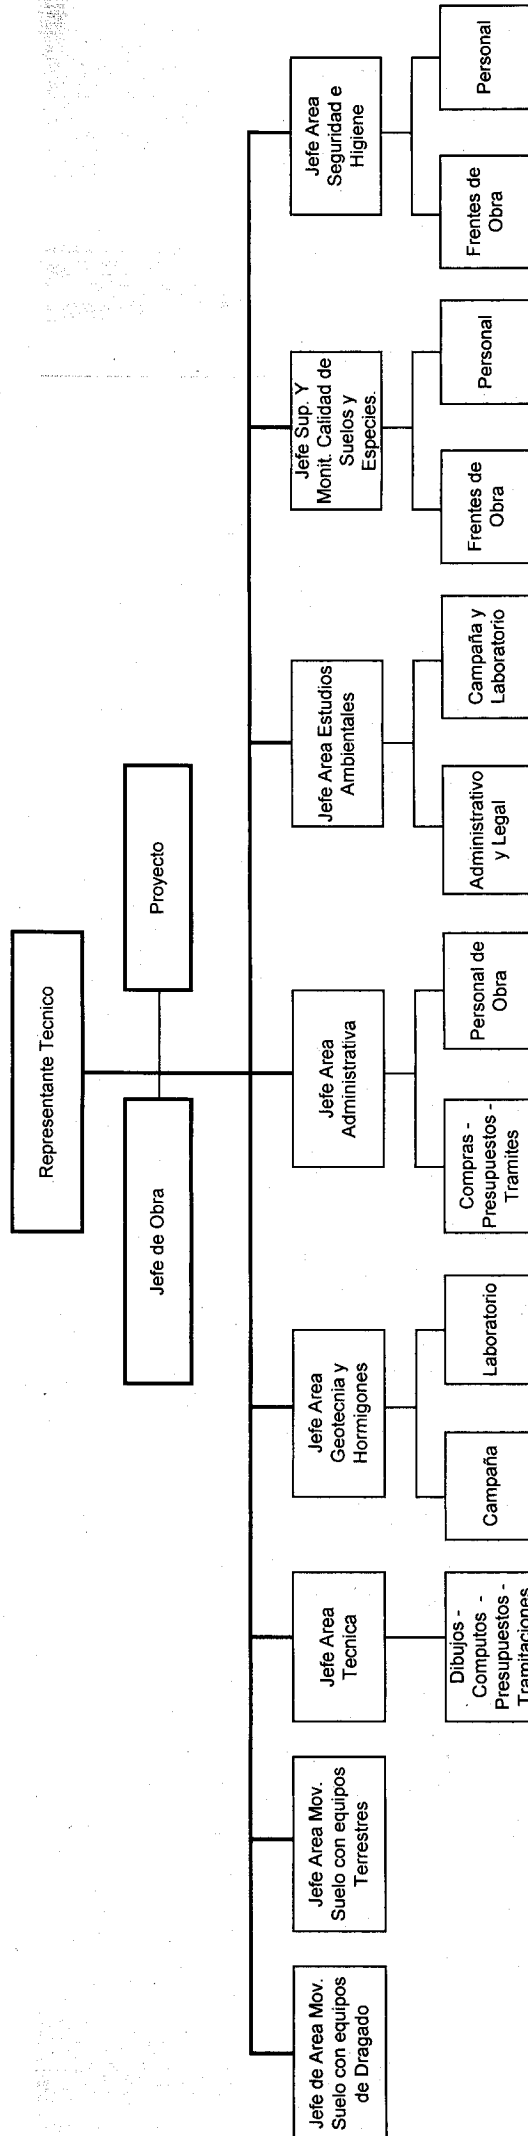 Representante Tecnico
Jefe de Obra
Proyecto
Jefe de Area Mov.
Suelo con equipos
de Dragado
Jefe Area Mov.
Suelo con equipos
Terrestres
Jefe Area
Tecnica
Jefe Area
Geotecnia y
Hormigones
Jefe Area
Administrativa
Jefe Area Estudios
Ambientales
Jefe Sup. Y
Monit. Calidad de
Suelos y
Especies.
Jefe Area
Seguridad e
Higiene
Dibujos -
Computos -
Presupuestos -
Tramitaciones
Campaña
Laboratorio
Compras -
Presupuestos -
Tramites
Personal de
Obra
Administrativo
y Legal
Campaña y
Laboratorio
Frentes de
Obra
Personal
Frentes de
Obra
Personal